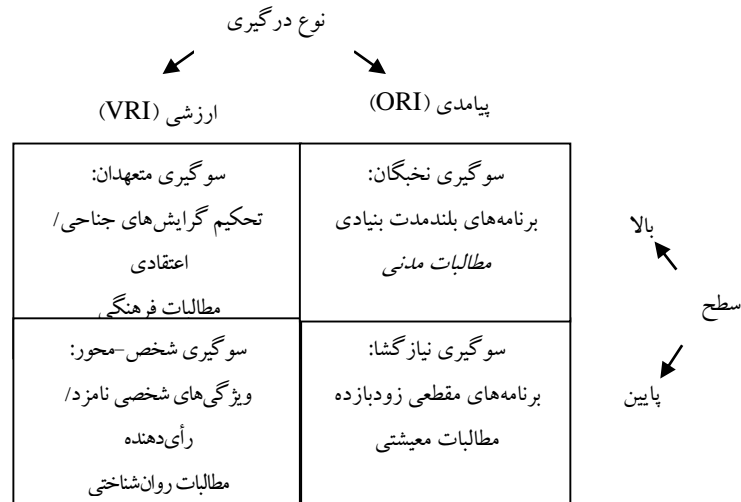 نوع درگیری
پیامدی (ORI)
ارزشی (VRI)
سوگیری نخبگان:
برنامه‌های بلندمدت بنیادی
مطالبات مدنی
سوگیری متعهدان:
تحکیم گرایش‌های جناحی/
اعتقادی
مطالبات فرهنگی
بالا
سطح
سوگیری نیازگشا:
برنامه‌های مقطعی زودبازده
مطالبات معیشتی
سوگیری شخص-محور:
ویژگی‌های شخصی نامزد/
رأی‌دهنده
مطالبات روان‌شناختی
پایین